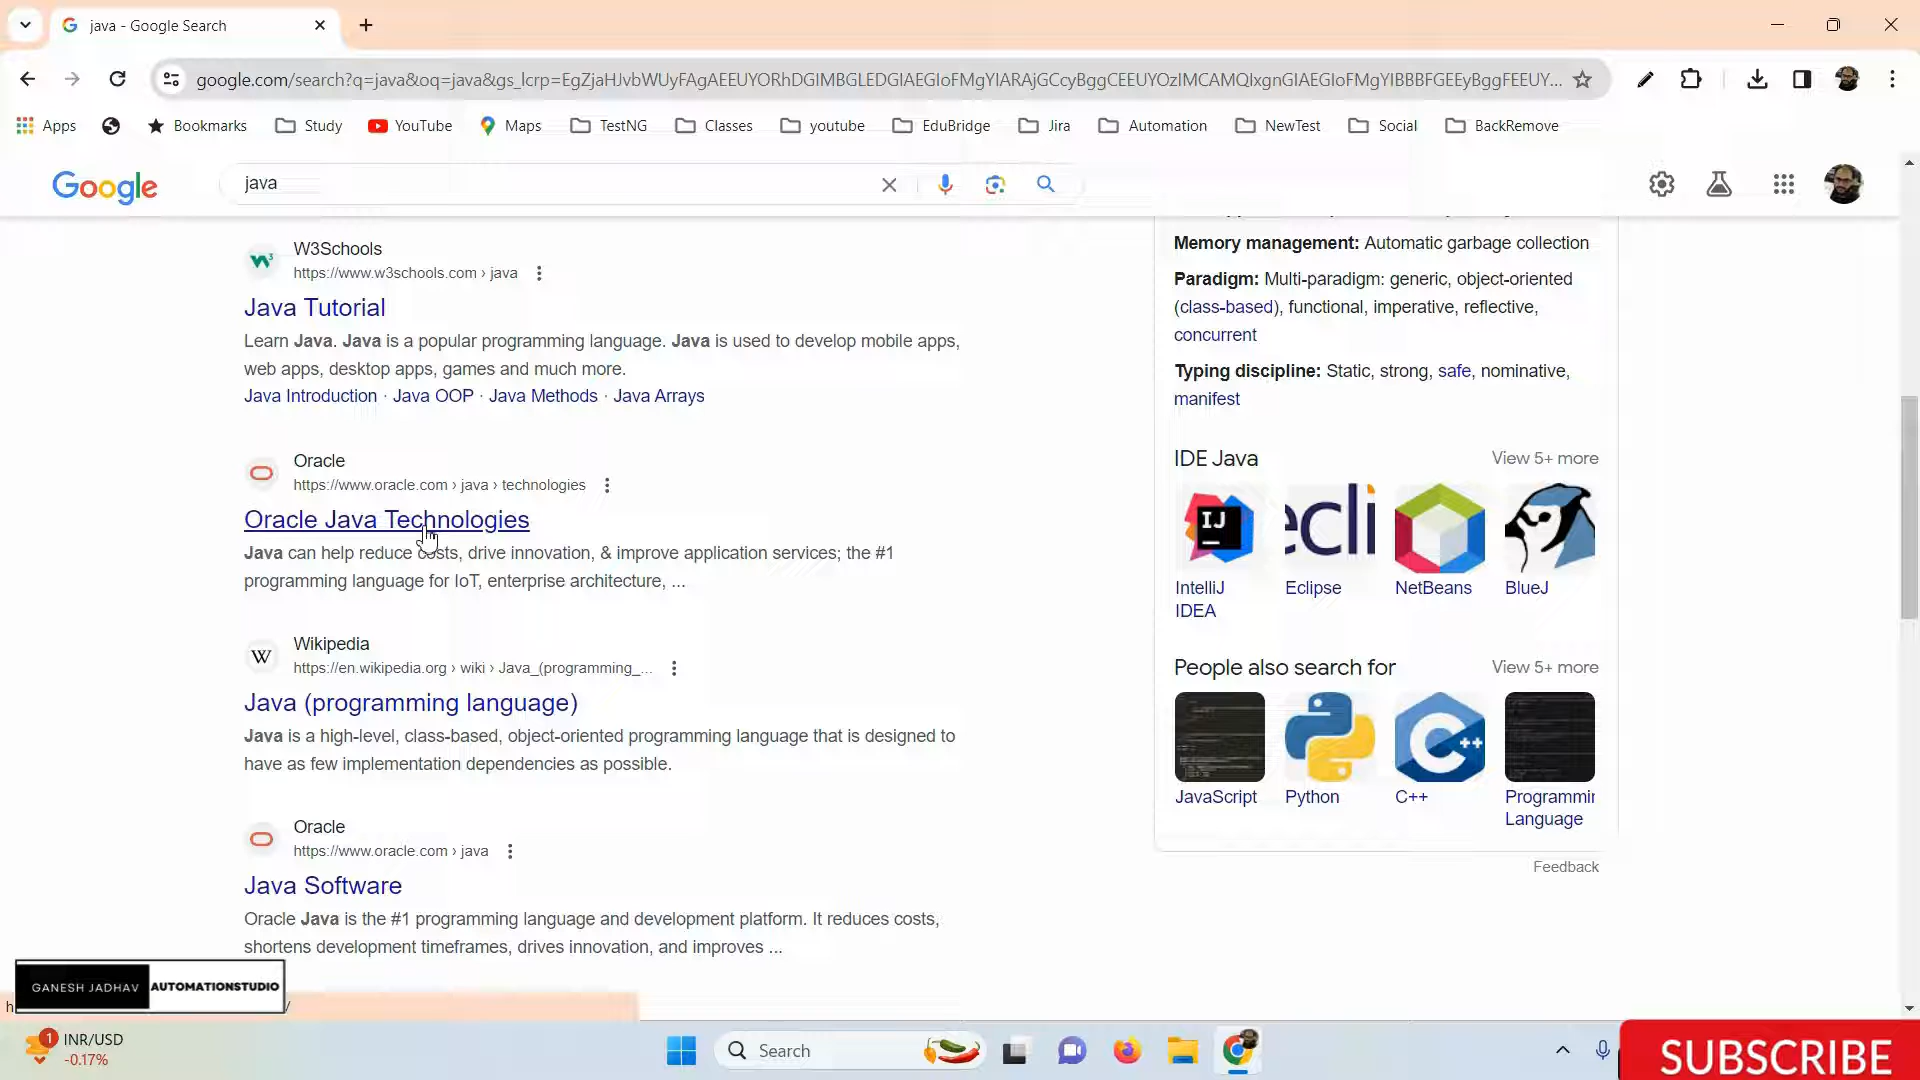 java - Google Search
google.com/search?q=java&oq=java&gs_lcrp=EgZjaHJvbWUyFAgAEEUYORhDGIMBGLEDGIAEGIoFMgYIARAjGCcyBggCEEUYOzIMCAMQIxgnGIAEGIoFMgYIBBBFGEEyBggFEEUY...
Apps
Bookmarks
Study
YouTube
Maps
TestNG
Classes
youtube
EduBridge
Jira
Automation
NewTest
Social
BackRemove
Google
java
W3Schools
https://www.w3schools.com › java
Java Tutorial
Learn Java. Java is a popular programming language. Java is used to develop mobile apps,
web apps, desktop apps, games and much more.
Java Introduction · Java OOP · Java Methods · Java Arrays
Oracle
https://www.oracle.com › java › technologies
Oracle Java Technologies
Java can help reduce costs, drive innovation, & improve application services; the #1
programming language for IoT, enterprise architecture, ...
W
Wikipedia
https://en.wikipedia.org › wiki › Java_(programming_...
Java (programming language)
Java is a high-level, class-based, object-oriented programming language that is designed to
have as few implementation dependencies as possible.
Oracle
https://www.oracle.com › java
Java Software
Oracle Java is the #1 programming language and development platform. It reduces costs,
shortens development timeframes, drives innovation, and improves ...
Memory management: Automatic garbage collection
Paradigm: Multi-paradigm: generic, object-oriented
(class-based), functional, imperative, reflective,
concurrent
Typing discipline: Static, strong, safe, nominative,
manifest
IDE Java
View 5+ more
IJ
ecli
IntelliJ
IDEA
Eclipse
NetBeans
BlueJ
People also search for
View 5+ more
C++
JavaScript
Python
C++
Programmin
Language
Feedback
GANESH JADHAV AUTOMATIONSTUDIO
1
INR/USD
-0.17%
Search
SUBSCRIBE